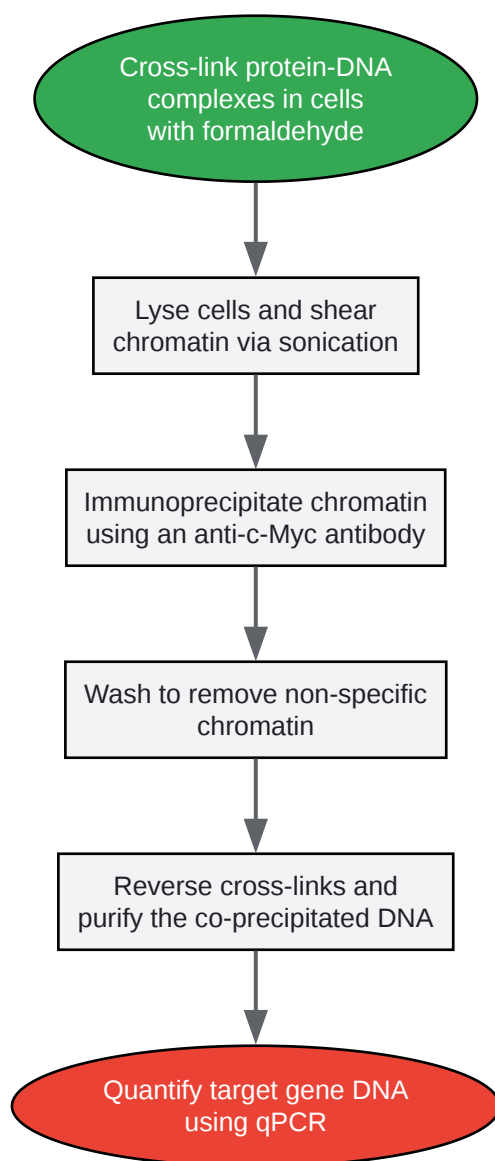 Cross-link protein-DNA
complexes in cells
with formaldehyde
Lyse cells and shear
chromatin via sonication
Immunoprecipitate chromatin
using an anti-c-Myc antibody
Wash to remove non-specific
chromatin
Reverse cross-links and
purify the co-precipitated DNA
Quantify target gene DNA
using qPCR